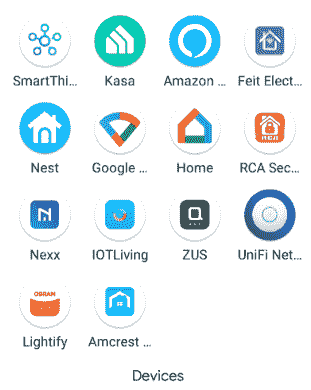 SmartThi... Kasa Amazon ... Feit Elect...
Nest Google ... Home RCA Sec...
Nexx IOTLiving ZUS UniFi Net...
OSRAM
Lightify Amcrest ...
Devices